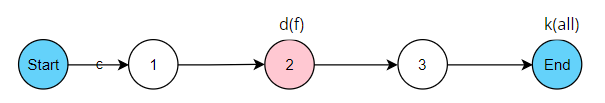 d(f)
k(all)
Start
c
1
2
3
End